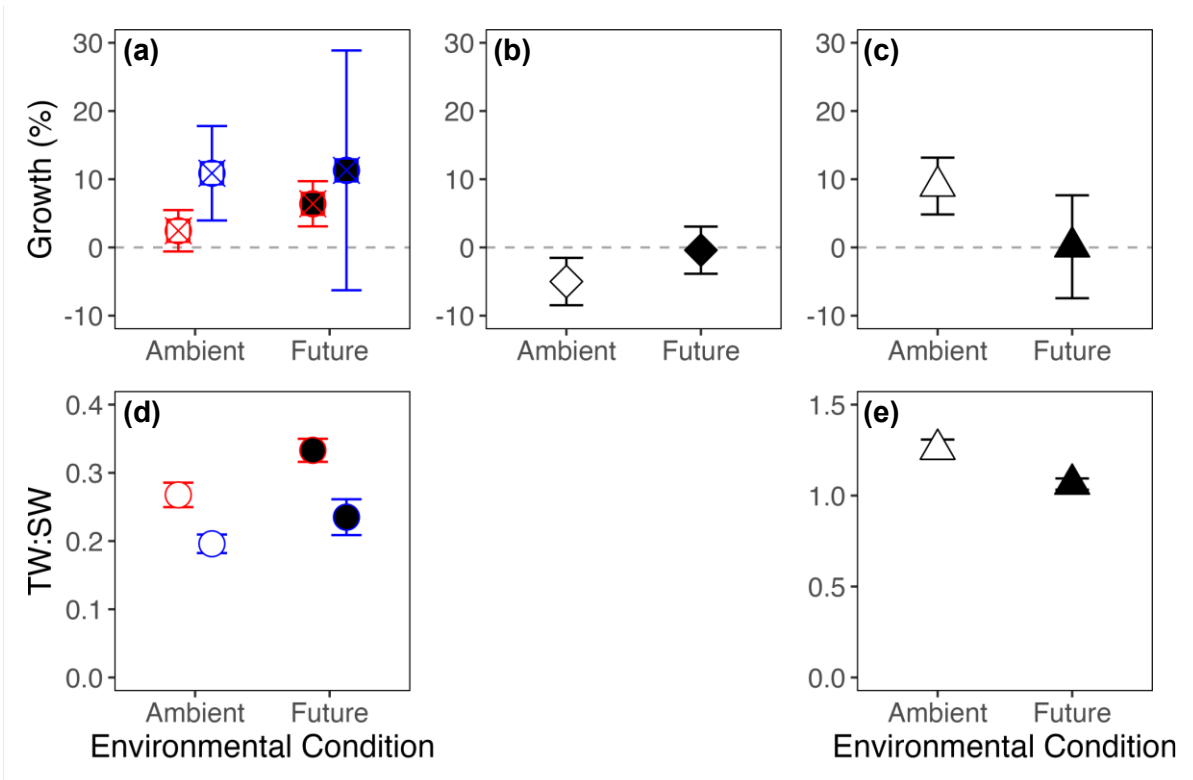 (a)
30
20
10
0
-10
Growth (%)
Ambient Future
(b)
30
20
10
0
-10
Ambient Future
(c)
30
20
10
0
-10
Ambient Future
(d)
0.4
0.3
0.2
0.1
0.0
TW:SW
Ambient Future
Environmental Condition
(e)
1.5
1.0
0.5
0.0
Ambient Future
Environmental Condition